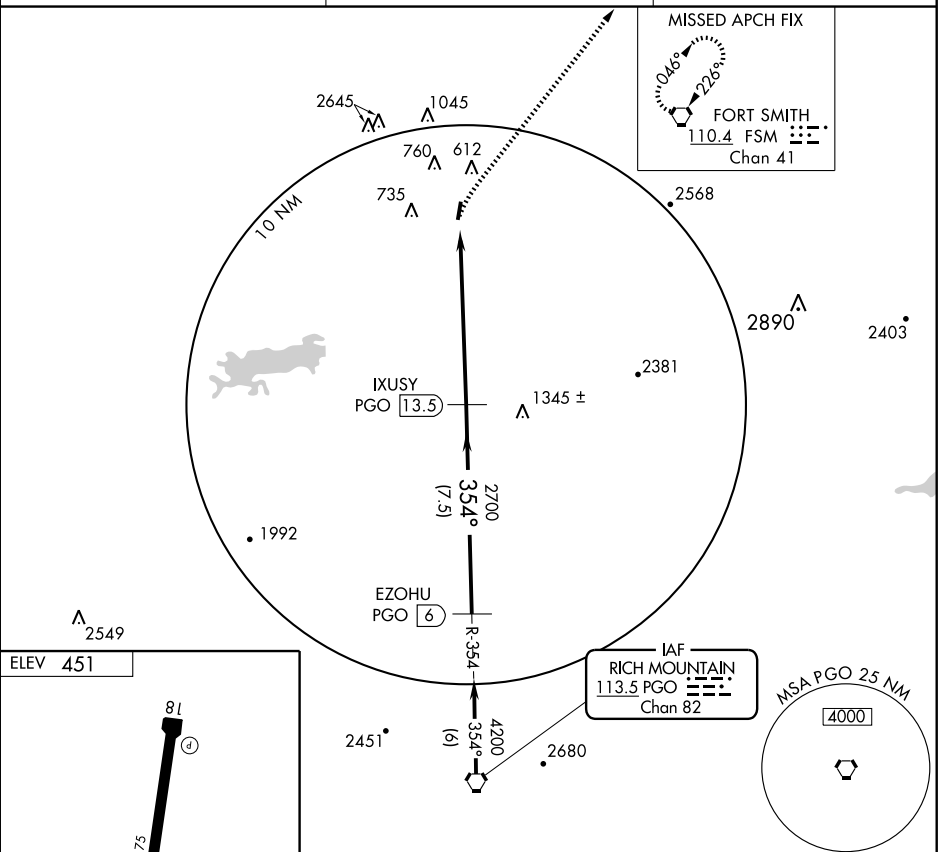 MISSED APCH FIX
046°
226°
FORT SMITH
110.4 FSM
Chan 41
2645
1045
760
612
735
2568
10 NM
2890
2403
2381
IXUSY
PGO 13.5
1345 ±
2700
354°
(7.5)
1992
EZOHU
PGO 6
2549
R-354
ELEV 451
IAF
RICH MOUNTAIN
113.5 PGO
Chan 82
MSA PGO 25 NM
4000
18
P
2451
4200
354°
(6)
2680
75